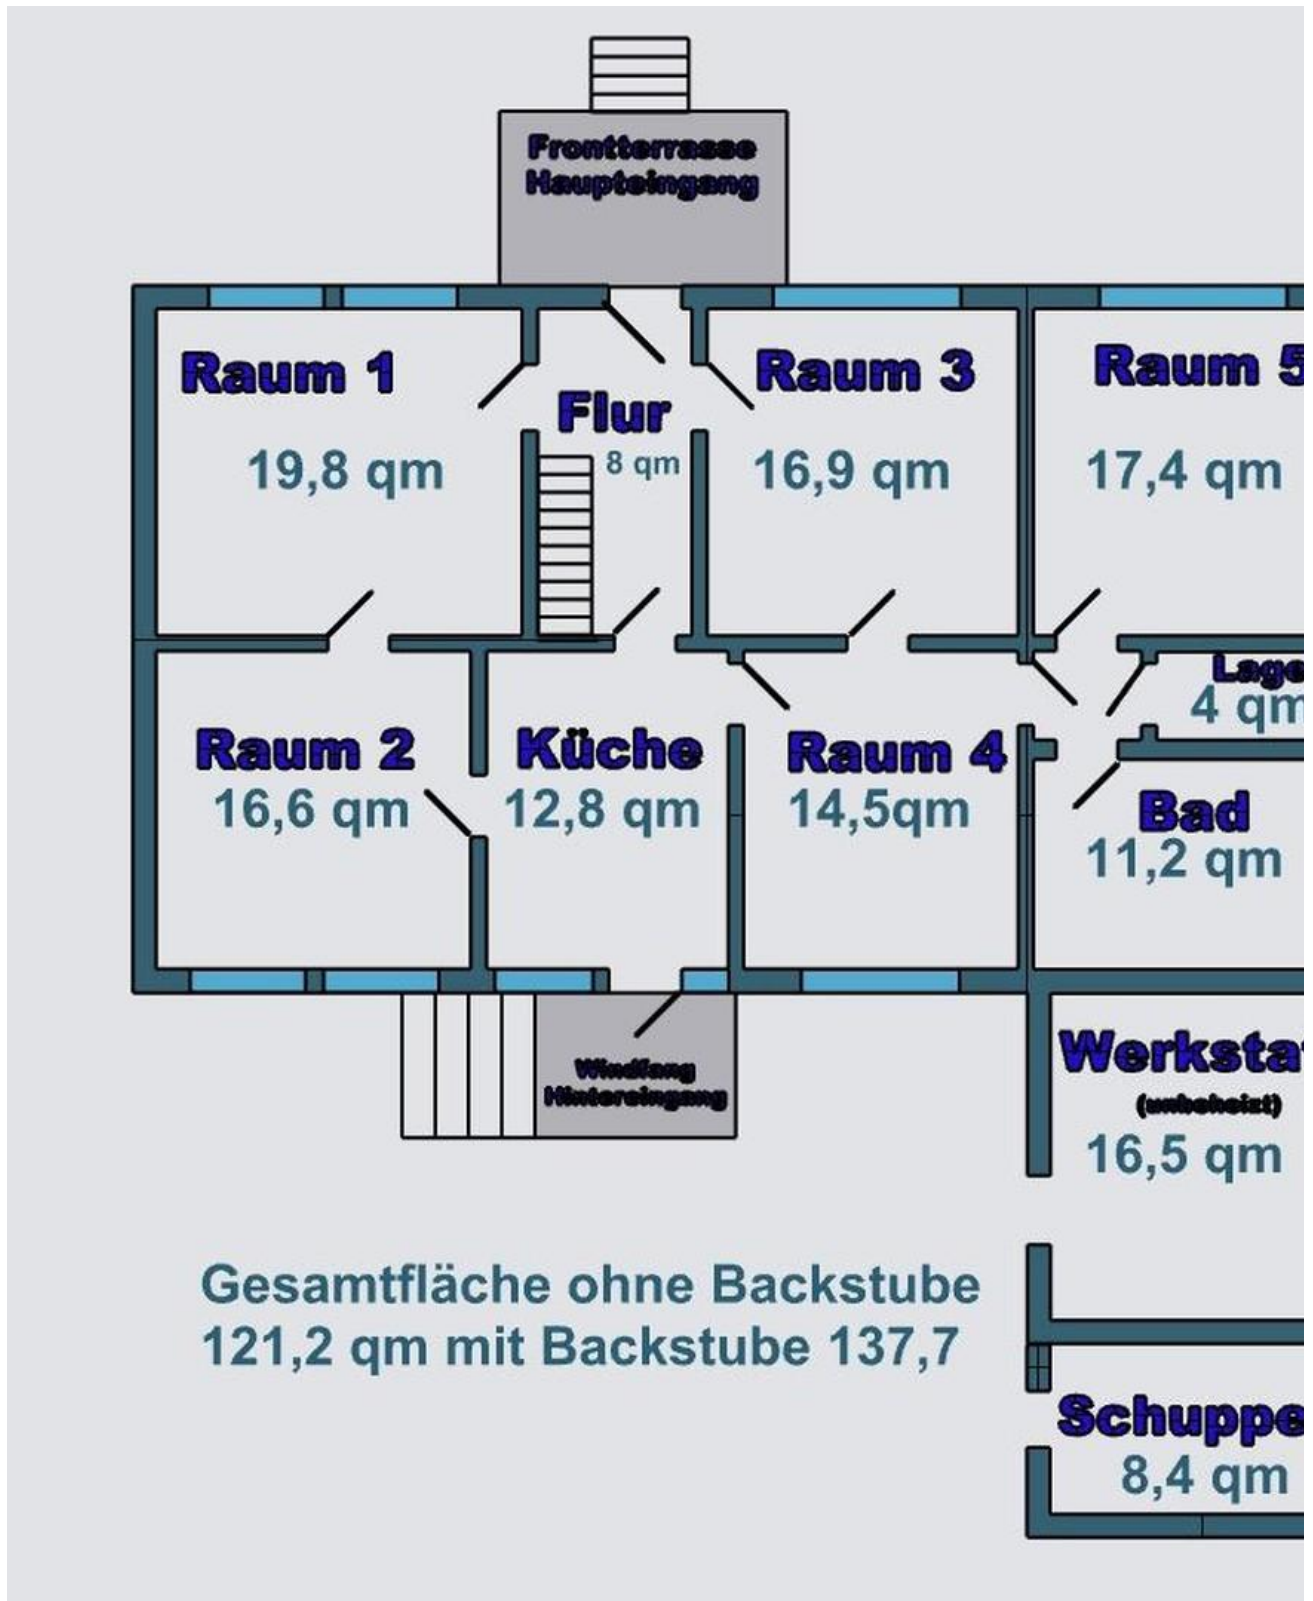 Frontterrasse
Haupteingang
Raum 1
19,8 qm
Flur
8 qm
Raum 3
16,9 qm
Raum 5
17,4 qm
Raum 2
16,6 qm
Küche
12,8 qm
Raum 4
14,5qm
Lage
4 qm
Bad
11,2 qm
Windfang
Hintereingang
Werksta
(unbeheizt)
16,5 qm
Gesamtfläche ohne Backstube
121,2 qm mit Backstube 137,7
Schuppe
8,4 qm